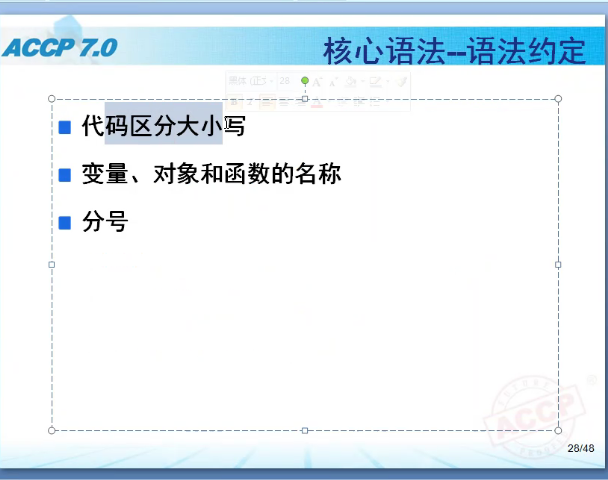 ACCP 7.0
核心语法--语法约定
代码区分大小写
变量、对象和函数的名称
分号
ACCP
28/48